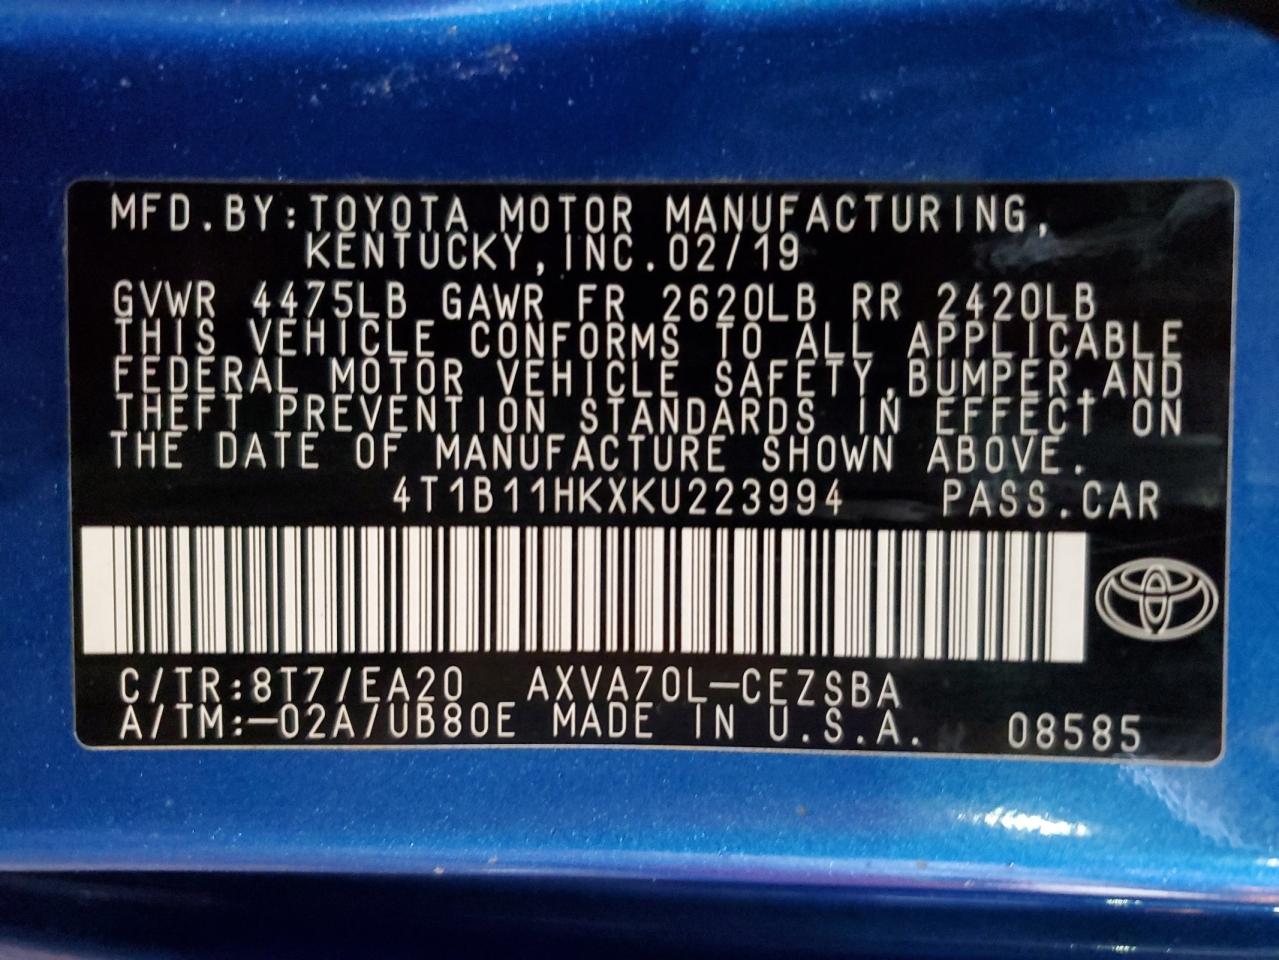 MFD.BY:TOYOTA MOTOR MANUFACTURING,
KENTUCKY,INC.02/19
GVWR 4475LB GAWR FR 2620LB RR 2420LB
THIS VEHICLE CONFORMS TO ALL APPLICABLE
FEDERAL MOTOR VEHICLE SAFETY,BUMPER,AND
THEFT PREVENTION STANDARDS IN EFFECT ON
THE DATE OF MANUFACTURE SHOWN ABOVE.
4T1B11HKXKU223994 PASS.CAR
C/TR:8T7/EA20 AXVA70L-CEZSBA
A/TM:-02A/UB80E MADE IN U.S.A. 08585